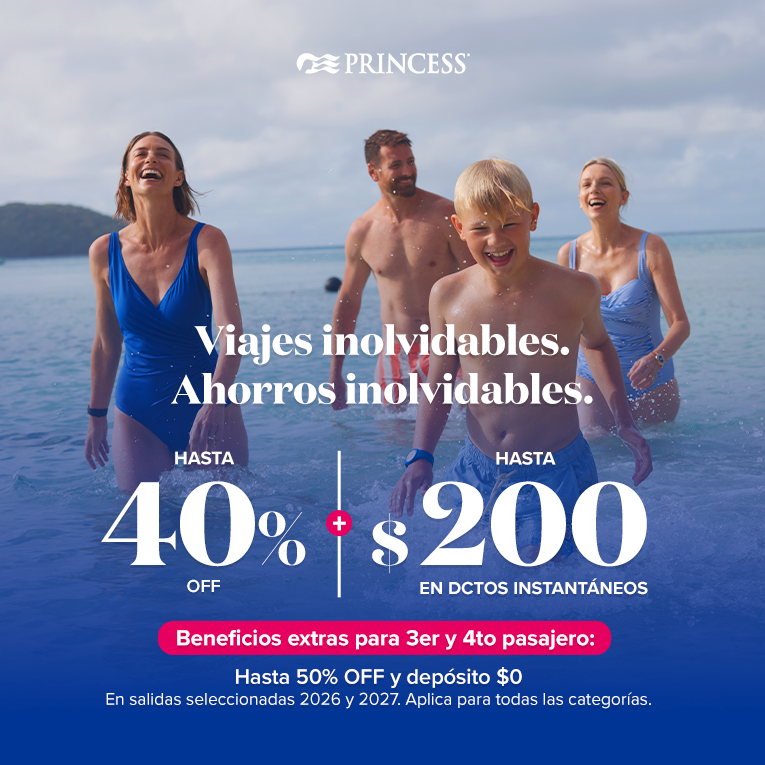 PRINCESS
Viajes inolvidables.
Ahorros inolvidables.
HASTA
40%
OFF
+
HASTA
$200
EN DCTOS INSTANTÁNEOS
Beneficios extras para 3er y 4to pasajero:
Hasta 50% OFF y depósito $0
En salidas seleccionadas 2026 y 2027. Aplica para todas las categorías.